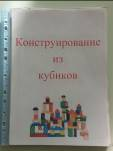 Конструирование
из
кубиков